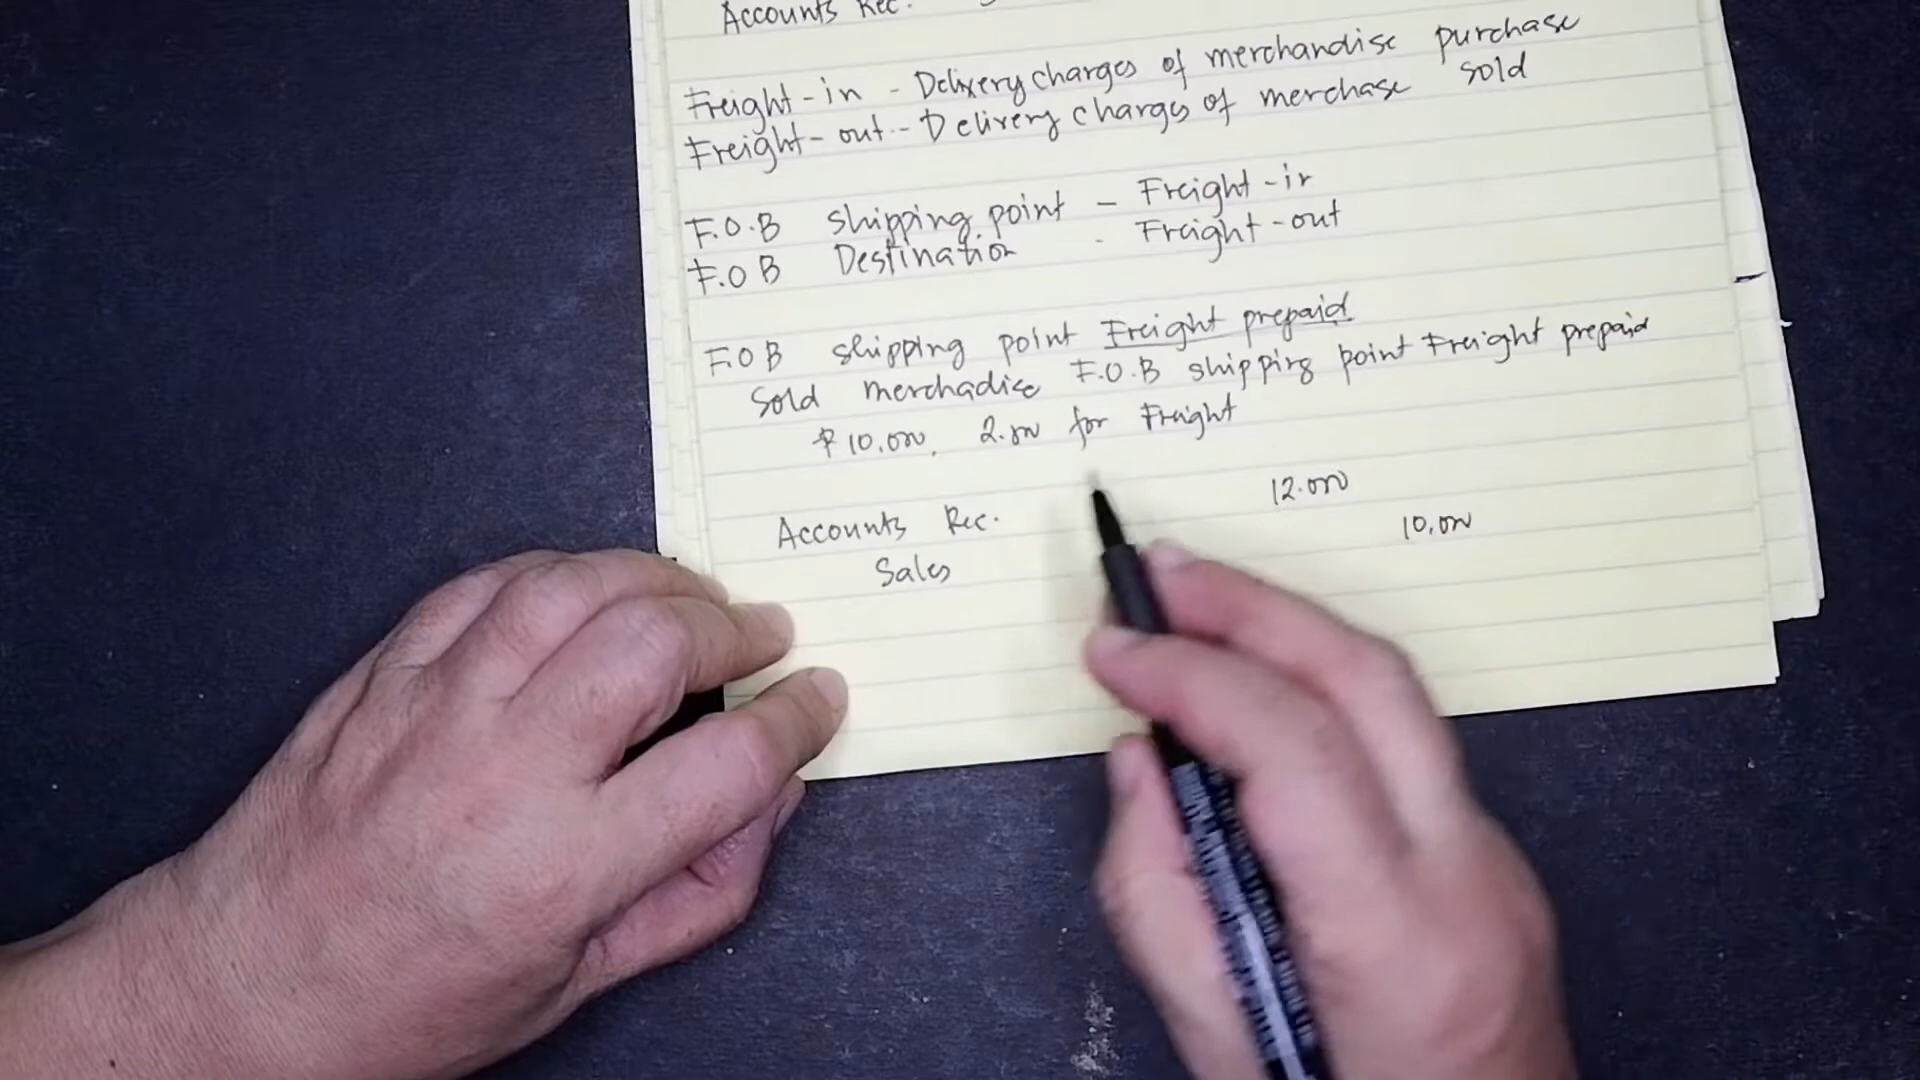 Accounts Rec.
Freight-in - Delivery charges of merchandise purchase
Freight-out - Delivery charges of merchase sold
F.O.B shipping point - Freight-in
F.O B Destination - Freight-out
F.O B shipping point Freight prepaid
Sold merchadise F.O.B shipping point Freight prepaid
₱10,000, 2,000 for Freight
Accounts Rec. 12,000
Sales 10,000